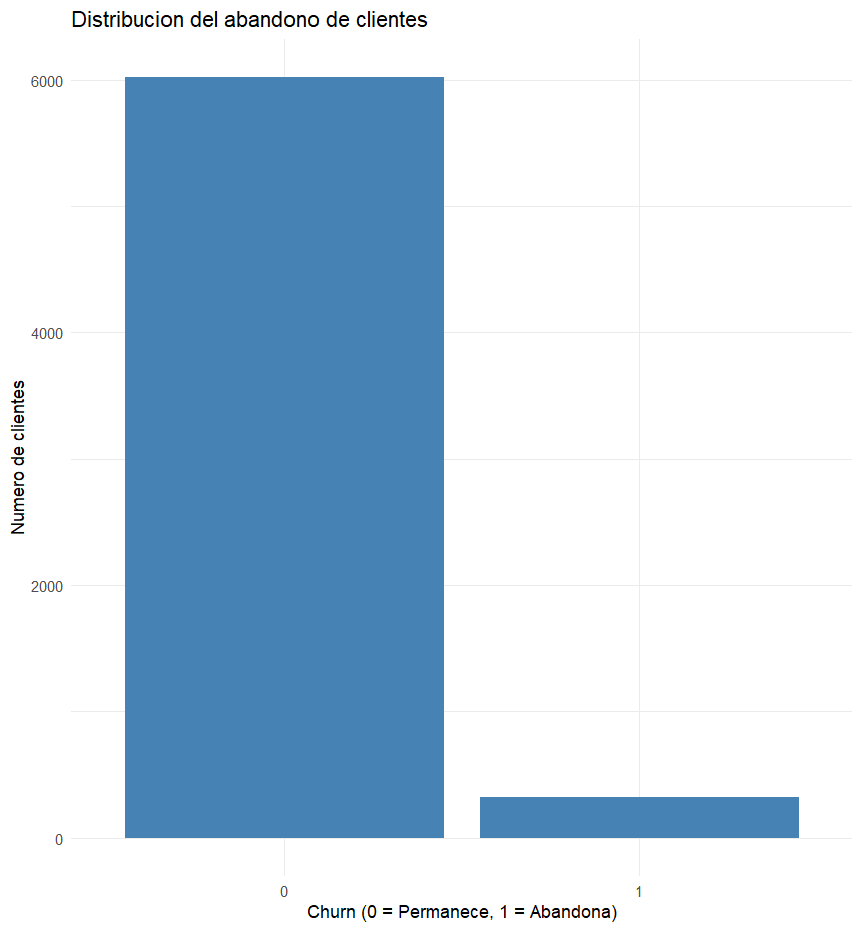 Distribucion del abandono de clientes
6000
4000
2000
0
Numero de clientes
0
1
Churn (0 = Permanece, 1 = Abandona)